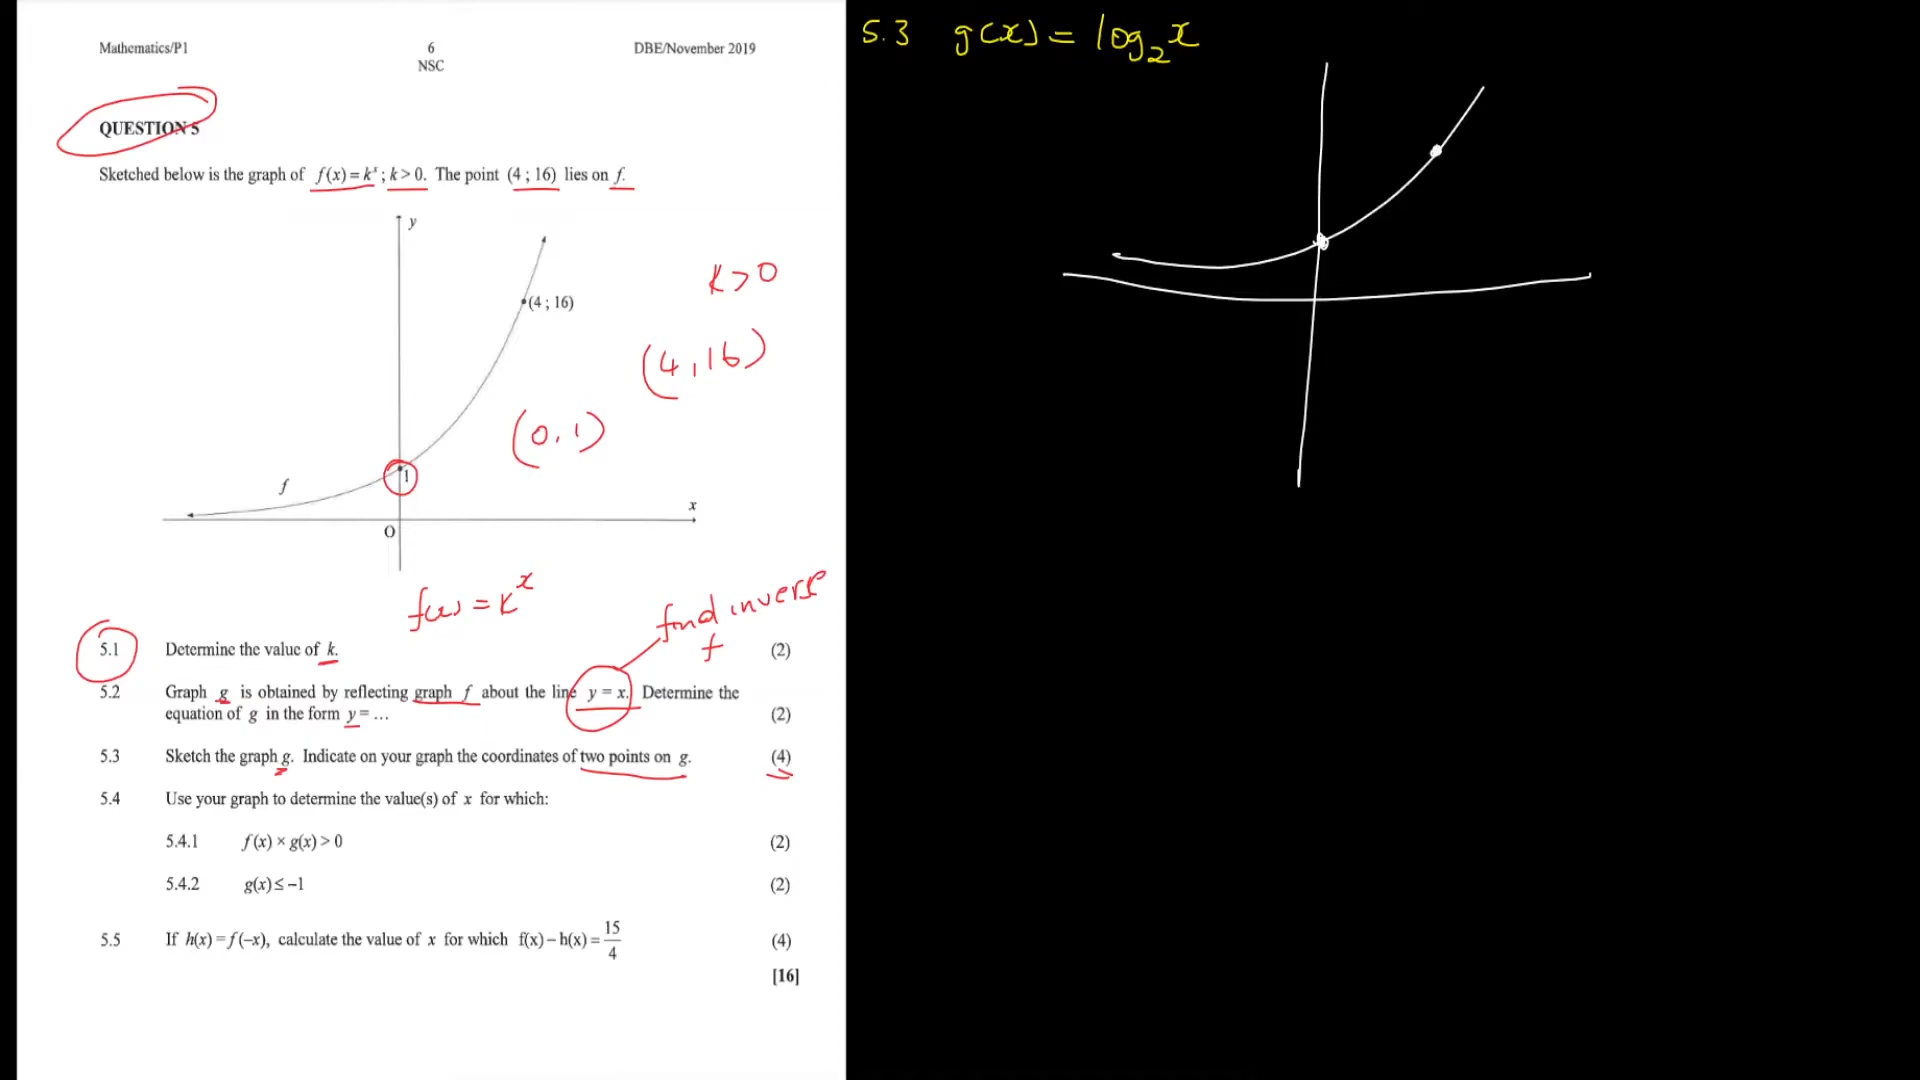 Mathematics/P1 6 DBE/November 2019
NSC
QUESTION 5
Sketched below is the graph of f(x) = kˣ ; k > 0. The point (4 ; 16) lies on f.
y
(4 ; 16)
k > 0
(4, 16)
(0, 1)
1
f
x
O
f(x) = kˣ
find inverse
f
5.1 Determine the value of k. (2)
5.2 Graph g is obtained by reflecting graph f about the line y = x. Determine the
equation of g in the form y = ... (2)
5.3 Sketch the graph g. Indicate on your graph the coordinates of two points on g. (4)
5.4 Use your graph to determine the value(s) of x for which:
5.4.1 f(x) × g(x) > 0 (2)
5.4.2 g(x) ≤ –1 (2)
5.5 If h(x) = f(–x), calculate the value of x for which f(x) – h(x) = 15/4 (4)
[16]
5.3 g(x) = log₂x